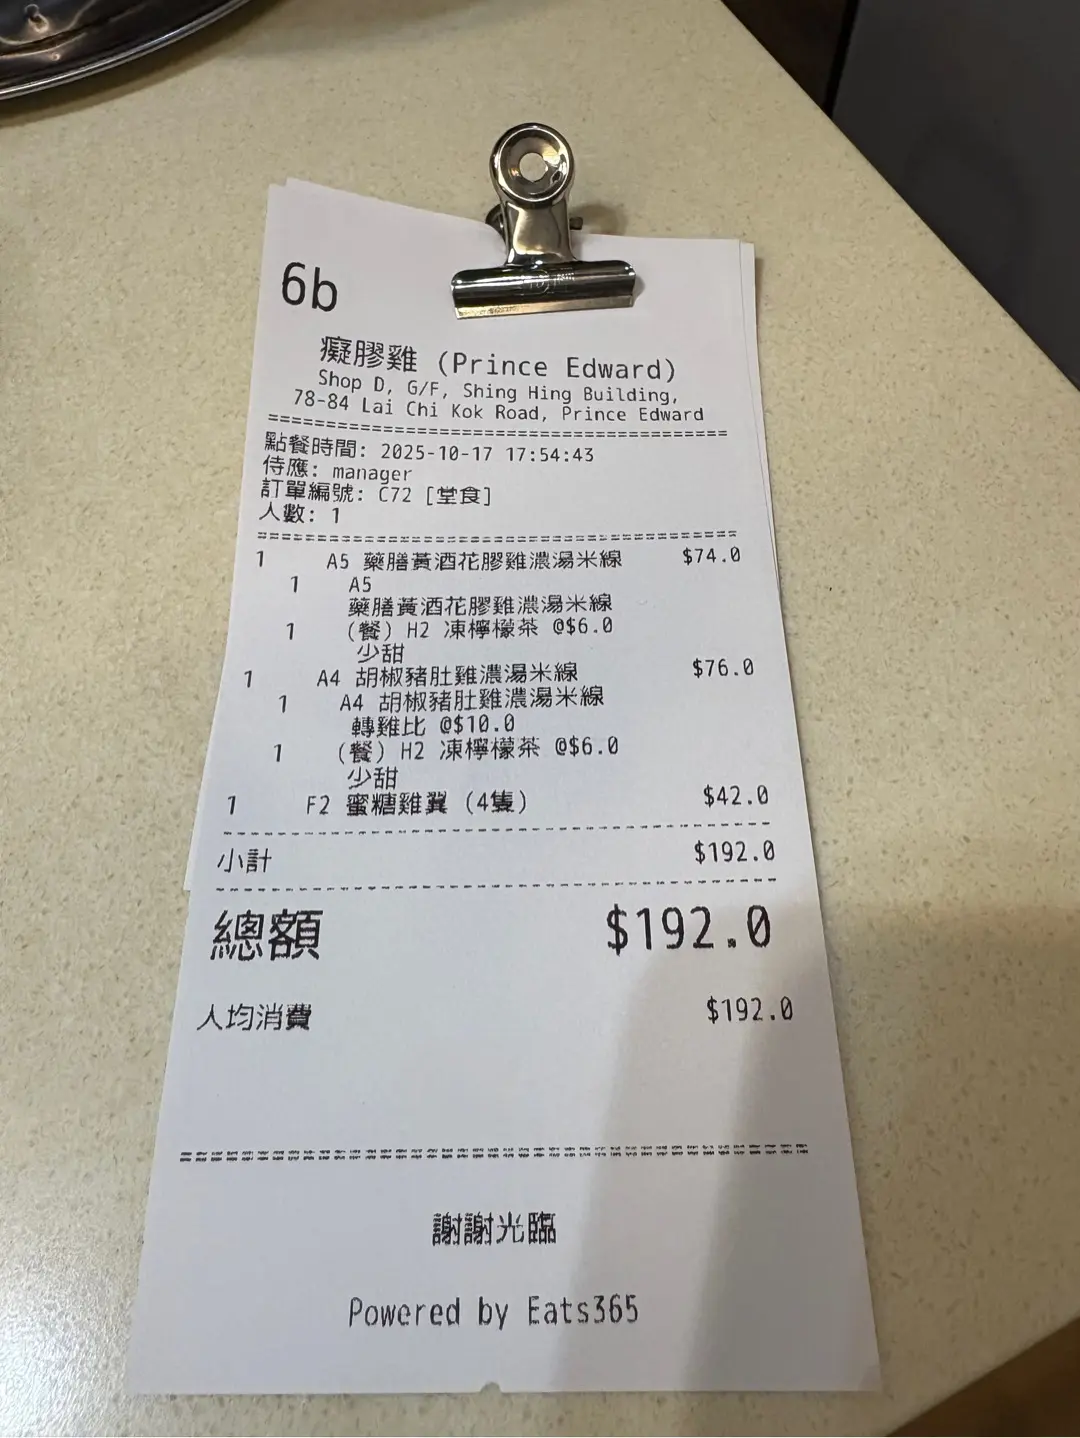 6b
癡膠雞 (Prince Edward)
Shop D, G/F, Shing Hing Building,
78-84 Lai Chi Kok Road, Prince Edward
點餐時間: 2025-10-17 17:54:43
侍應: manager
訂單編號: C72 [堂食]
人數: 1
1 A5 藥膳黃酒花膠雞濃湯米線 $74.0
1 A5
藥膳黃酒花膠雞濃湯米線
1 (餐) H2 凍檸檬茶 @$6.0
少甜
1 A4 胡椒豬肚雞濃湯米線 $76.0
1 A4 胡椒豬肚雞濃湯米線
轉雞比 @$10.0
1 (餐) H2 凍檸檬茶 @$6.0
少甜
1 F2 蜜糖雞翼 (4隻) $42.0
小計 $192.0
總額 $192.0
人均消費 $192.0
謝謝光臨
Powered by Eats365